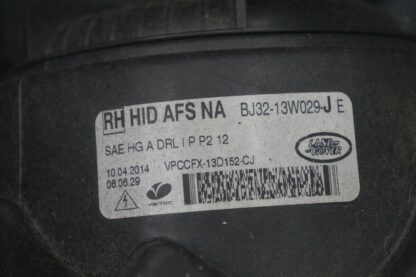 RH HID AFS NA BJ32-13W029-J E
SAE HG A DRL I P P2 12
10.04.2014 VPCCFX-13D152-CJ
08:06:29
LAND ROVER
Valeo